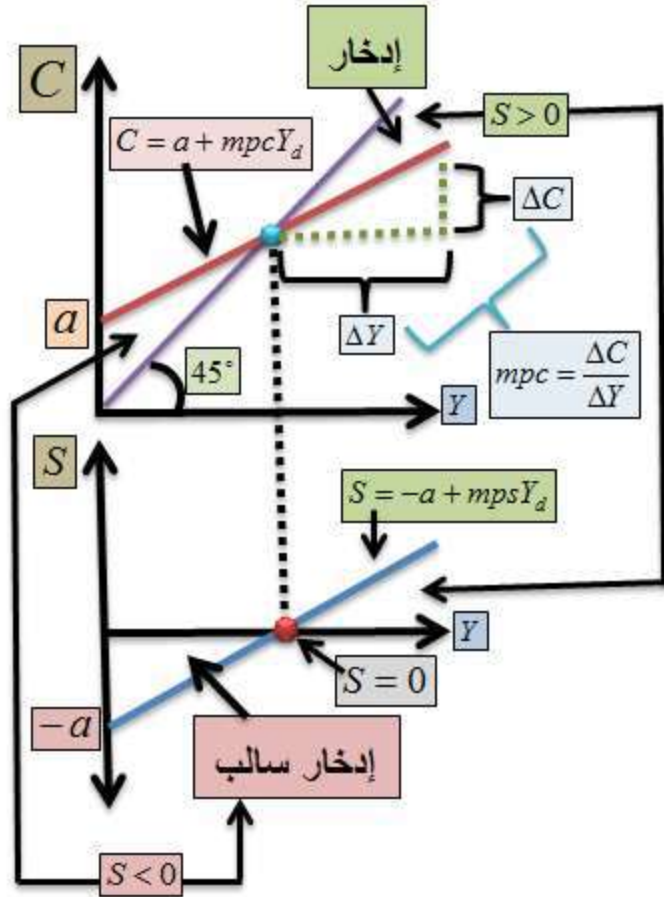 إدخار
C
S > 0
C = a + mpcY_d
ΔC
a
ΔY
45°
Y
mpc = ΔC/ΔY
S
S = -a + mpsY_d
Y
S = 0
-a
إدخار سالب
S < 0